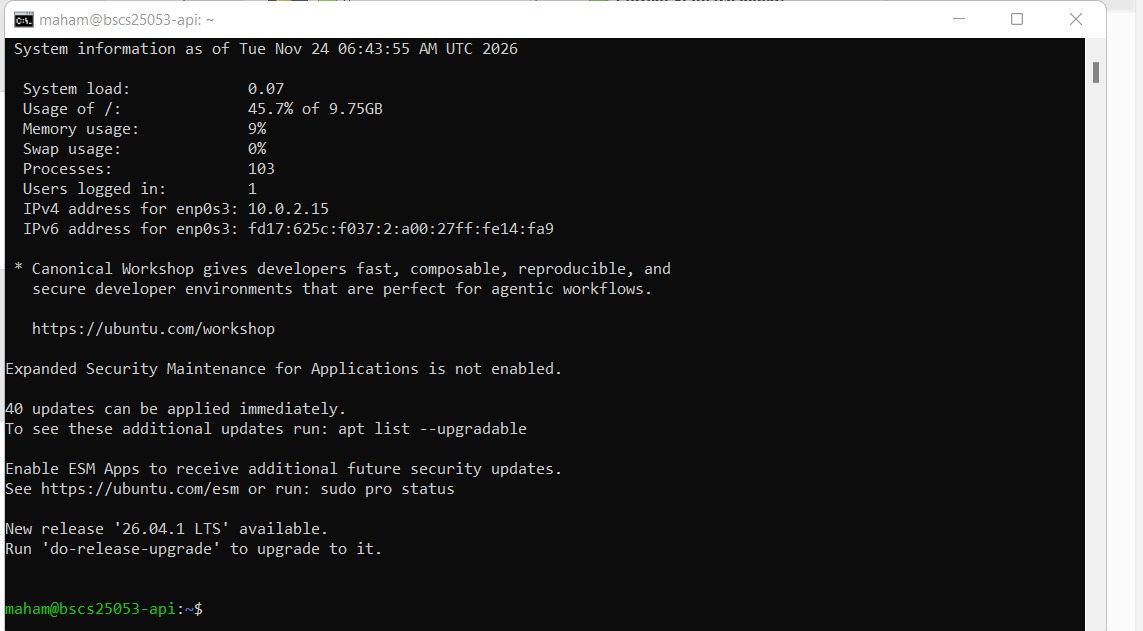 maham@bscs25053-api: ~
System information as of Tue Nov 24 06:43:55 AM UTC 2026
System load: 0.07
Usage of /: 45.7% of 9.75GB
Memory usage: 9%
Swap usage: 0%
Processes: 103
Users logged in: 1
IPv4 address for enp0s3: 10.0.2.15
IPv6 address for enp0s3: fd17:625c:f037:2:a00:27ff:fe14:fa9
* Canonical Workshop gives developers fast, composable, reproducible, and
secure developer environments that are perfect for agentic workflows.
https://ubuntu.com/workshop
Expanded Security Maintenance for Applications is not enabled.
40 updates can be applied immediately.
To see these additional updates run: apt list --upgradable
Enable ESM Apps to receive additional future security updates.
See https://ubuntu.com/esm or run: sudo pro status
New release '26.04.1 LTS' available.
Run 'do-release-upgrade' to upgrade to it.
maham@bscs25053-api:~$